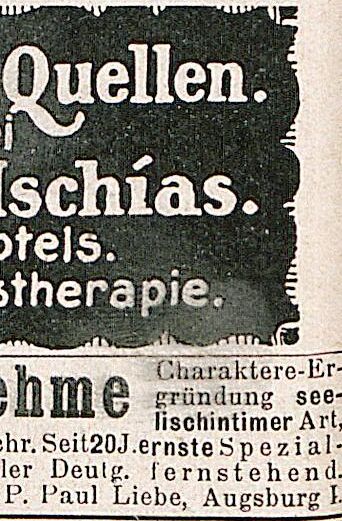 Quellen.
i
Ischías.
otels.
stherapie.
ehme
Charaktere-Er-
gründung see-
lischintimer Art,
ehr. Seit 20 J. ernste Spezial-
ler Deutg. fernstehend.
P. Paul Liebe, Augsburg I.